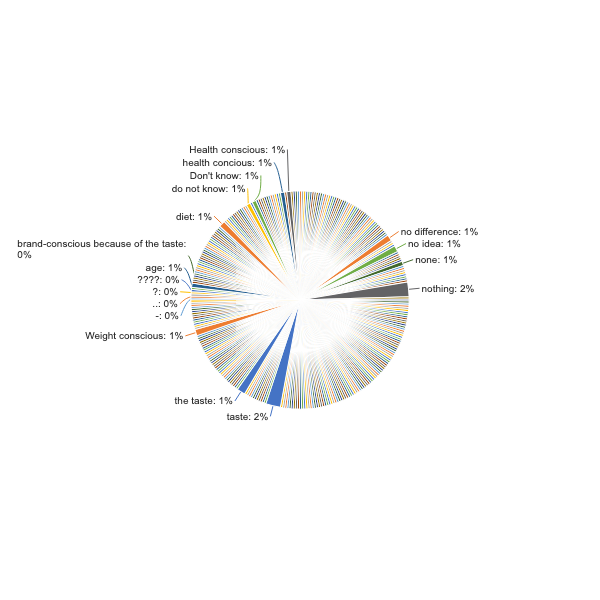 Health conscious: 1%
health concious: 1%
Don't know: 1%
do not know: 1%
diet: 1%
no difference: 1%
no idea: 1%
brand-conscious because of the taste:
0%
none: 1%
age: 1%
????: 0%
nothing: 2%
?: 0%
..: 0%
-: 0%
Weight conscious: 1%
the taste: 1%
taste: 2%